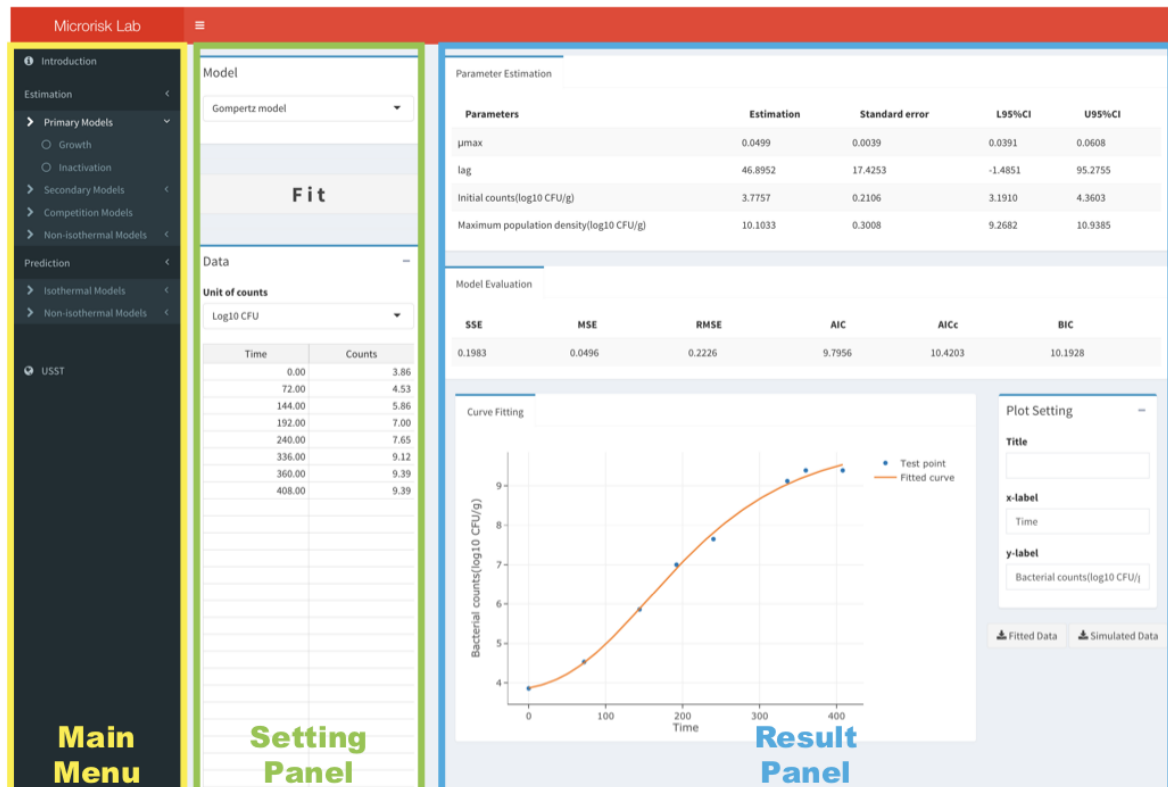 Microrisk Lab
Introduction
Estimation
Primary Models
Growth
Inactivation
Secondary Models
Competition Models
Non-isothermal Models
Prediction
Isothermal Models
Non-isothermal Models
USST
Main
Menu
Model
Gompertz model
Fit
Data
Unit of counts
Log10 CFU
Time Counts
0.00 3.86
72.00 4.53
144.00 5.86
192.00 7.00
240.00 7.65
336.00 9.12
360.00 9.39
408.00 9.39
Setting
Panel
Parameter Estimation
Parameters Estimation Standard error L95%CI U95%CI
μmax 0.0499 0.0039 0.0391 0.0608
lag 46.8952 17.4253 -1.4851 95.2755
Initial counts(log10 CFU/g) 3.7757 0.2106 3.1910 4.3603
Maximum population density(log10 CFU/g) 10.1033 0.3008 9.2682 10.9385
Model Evaluation
SSE MSE RMSE AIC AICc BIC
0.1983 0.0496 0.2226 9.7956 10.4203 10.1928
Curve Fitting
Test point
Fitted curve
Bacterial counts(log10 CFU/g)
9
8
7
6
5
4
0 100 200 300 400
Time
Plot Setting
Title
x-label
Time
y-label
Bacterial counts(log10 CFU/
Fitted Data Simulated Data
Result
Panel